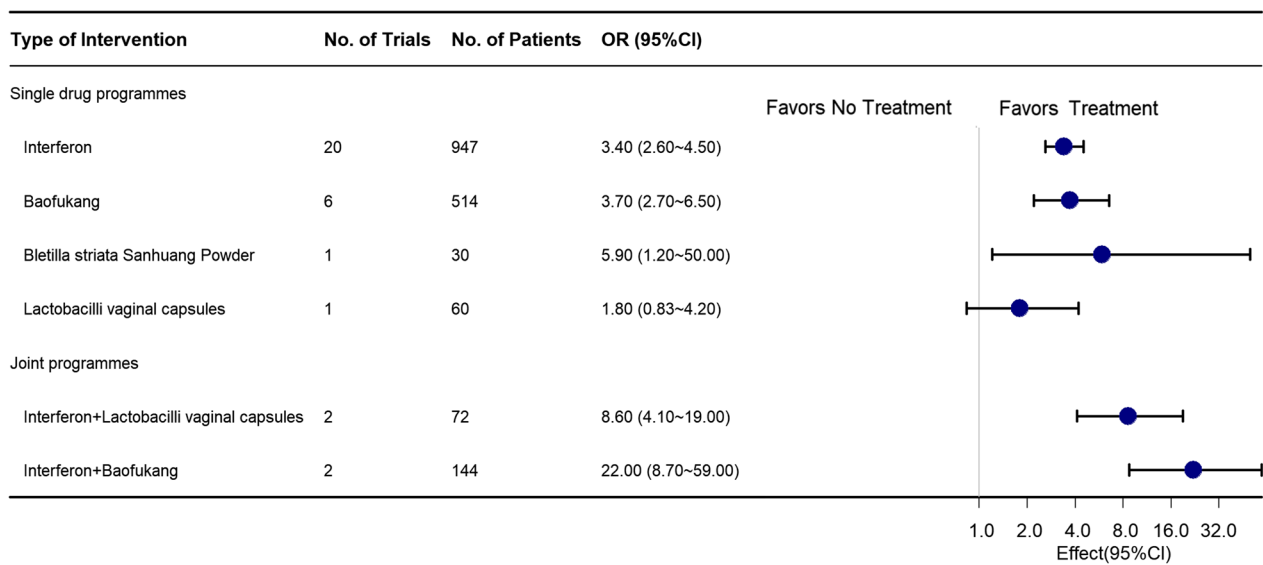 Type of Intervention No. of Trials No. of Patients OR (95%CI)
Single drug programmes
Favors No Treatment Favors Treatment
Interferon 20 947 3.40 (2.60~4.50)
Baofukang 6 514 3.70 (2.70~6.50)
Bletilla striata Sanhuang Powder 1 30 5.90 (1.20~50.00)
Lactobacilli vaginal capsules 1 60 1.80 (0.83~4.20)
Joint programmes
Interferon+Lactobacilli vaginal capsules 2 72 8.60 (4.10~19.00)
Interferon+Baofukang 2 144 22.00 (8.70~59.00)
1.0 2.0 4.0 8.0 16.0 32.0
Effect(95%CI)